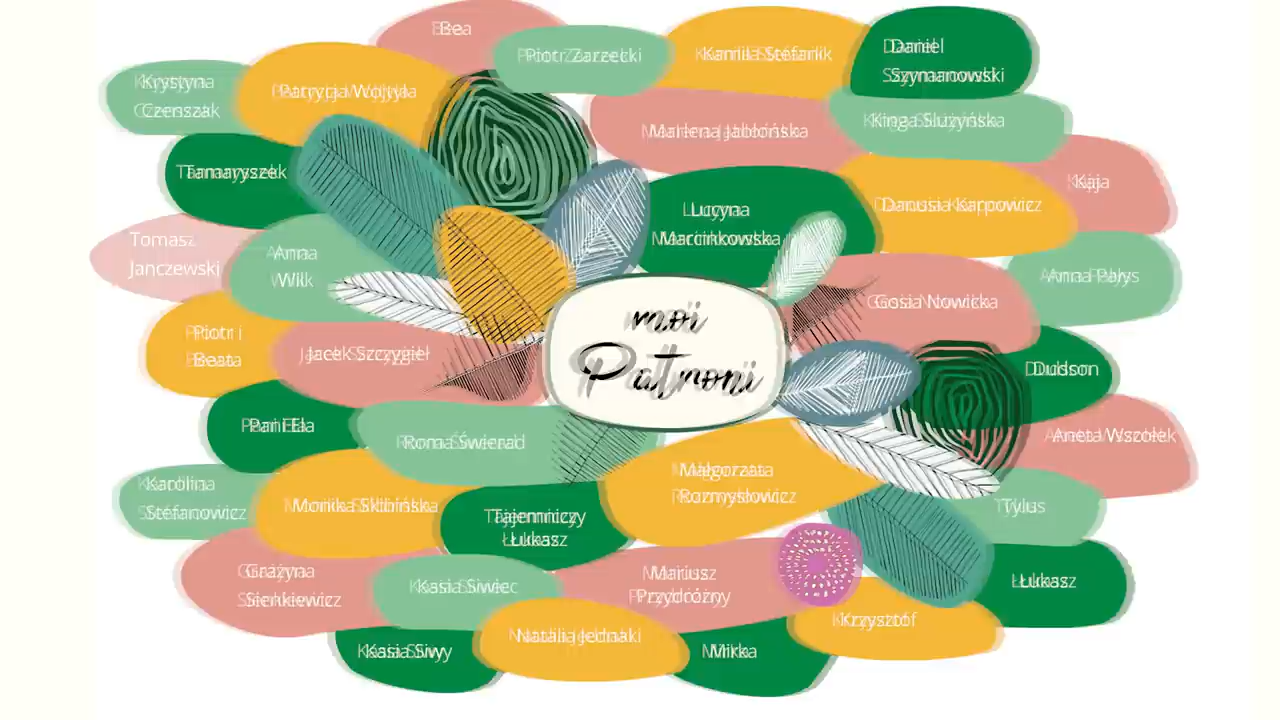 Bea
Piotr Zarzecki
Kamila Stefanik
Daniel
Szymanowski
Krystyna
Czenszak
Patrycja Wojtyła
Marlena Jabłońska
Kinga Służyńska
Tamaryszek
Kaja
Lucyna
Marcinkowska
Danusia Karpowicz
Tomasz
Janczewski
Anna
Wilk
Anna Pałys
Gosia Nowicka
moi
Patroni
Piotr i
Beata
Jacek Szczygieł
Dudson
Pani Ela
Roma Świerad
Aneta Wszołek
Małgorzata
Rozmysłowicz
Karolina
Stefanowicz
Monika Skibińska
Tajemniczy
Łukasz
Tylus
Grażyna
Sienkiewicz
Kasia Siwiec
Mariusz
Przydróżny
Łukasz
Krzysztof
Kasia Siwy
Natalia Jednaki
Mirka